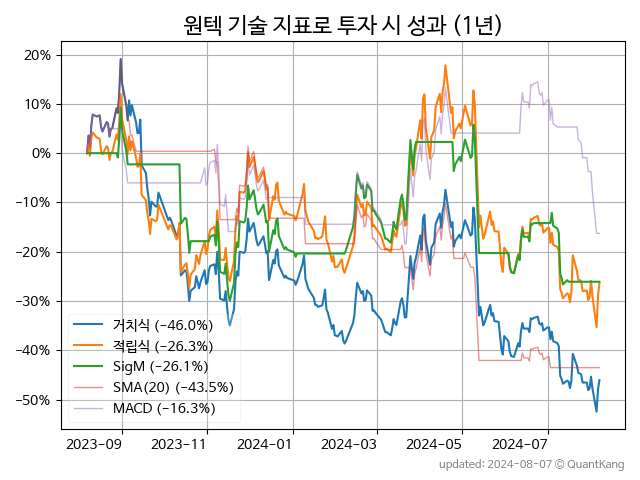 원텍 기술 지표로 투자 시 성과 (1년)
20%
10%
0%
−10%
−20%
−30%
−40%
−50%
거치식 (−46.0%)
적립식 (−26.3%)
SigM (−26.1%)
SMA(20) (−43.5%)
MACD (−16.3%)
2023−09
2023−11
2024−01
2024−03
2024−05
2024−07
updated: 2024−08−07 © QuantKang